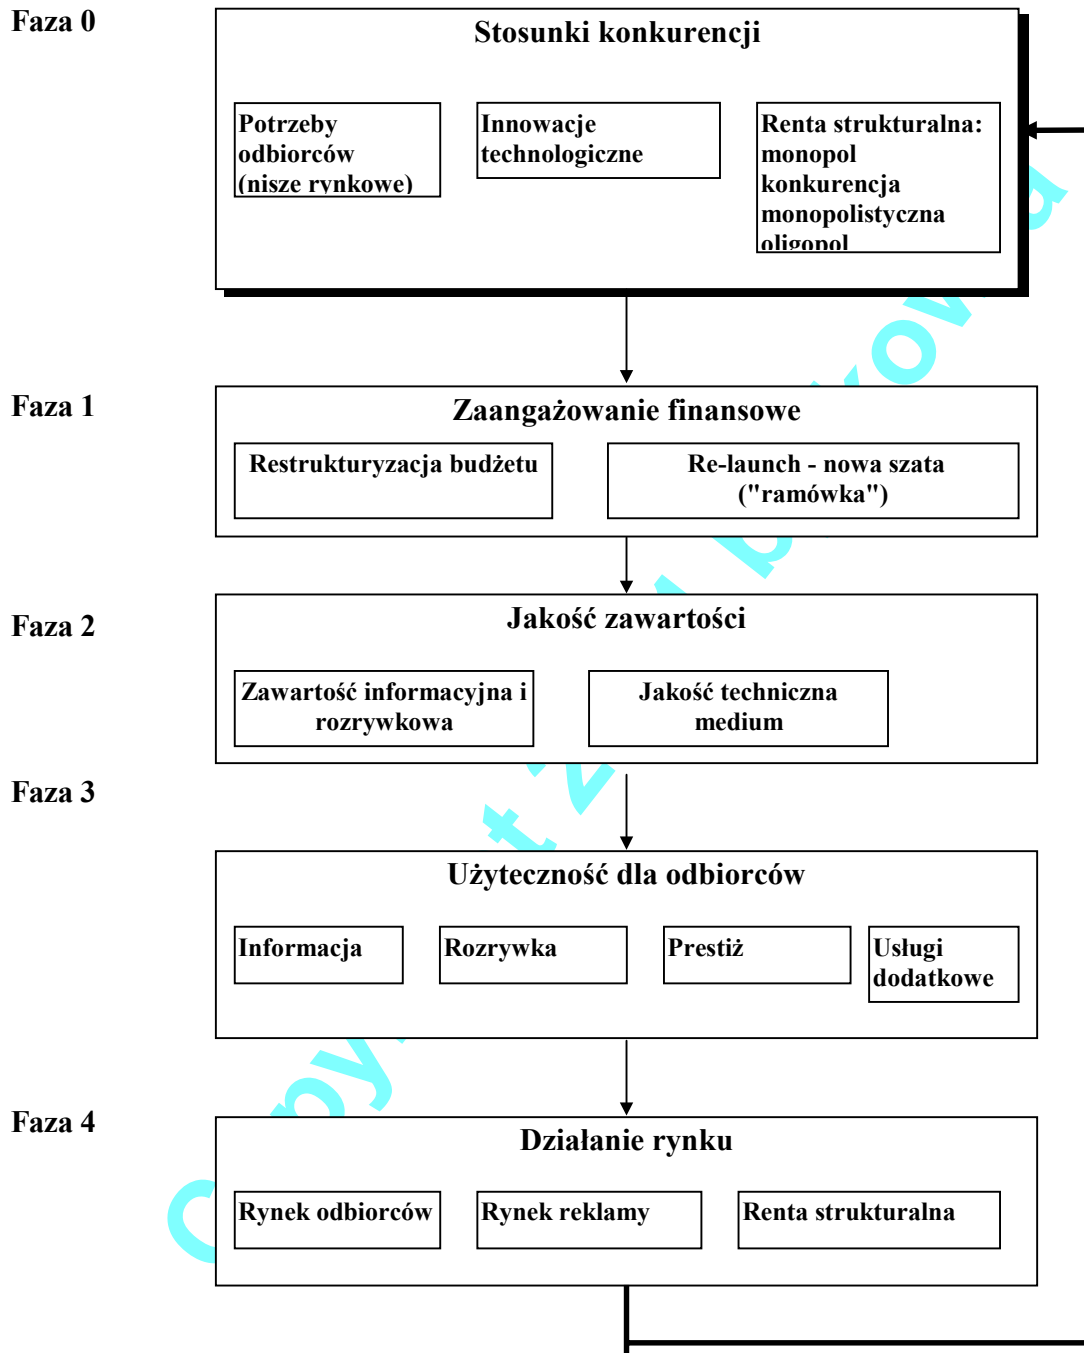 Faza 0
Stosunki konkurencji
Potrzeby
odbiorców
(nisze rynkowe)
Innowacje
technologiczne
Renta strukturalna:
monopol
konkurencja
monopolistyczna
oligopol
Faza 1
Zaangażowanie finansowe
Restrukturyzacja budżetu
Re-launch - nowa szata
("ramówka")
Faza 2
Jakość zawartości
Zawartość informacyjna i
rozrywkowa
Jakość techniczna
medium
Faza 3
Użyteczność dla odbiorców
Informacja
Rozrywka
Prestiż
Usługi
dodatkowe
Faza 4
Działanie rynku
Rynek odbiorców
Rynek reklamy
Renta strukturalna